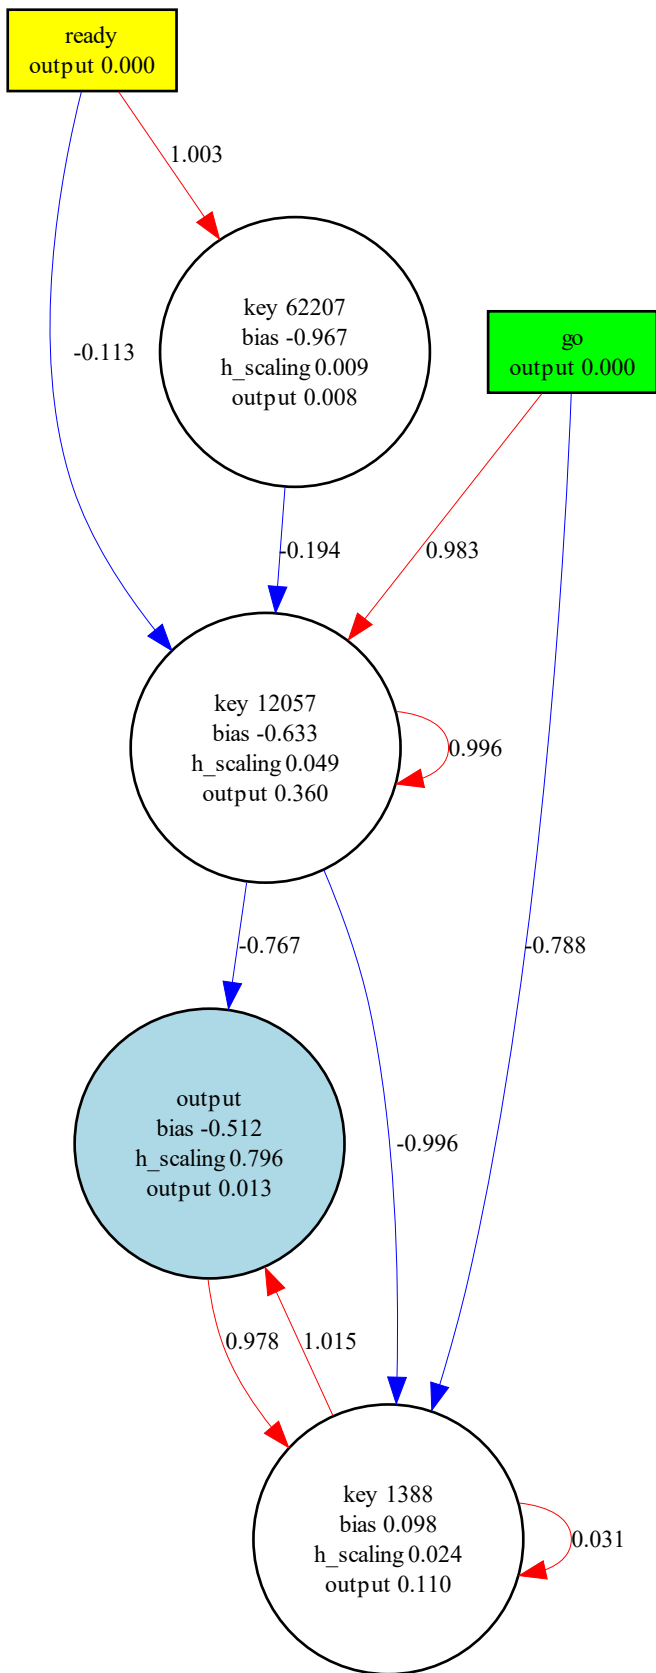 ready
output 0.000
1.003
-0.113
key 62207
bias -0.967
h_scaling 0.009
output 0.008
go
output 0.000
-0.194
0.983
key 12057
bias -0.633
h_scaling 0.049
output 0.360
0.996
-0.767
-0.788
output
bias -0.512
h_scaling 0.796
output 0.013
-0.996
0.978
1.015
key 1388
bias 0.098
h_scaling 0.024
output 0.110
0.031